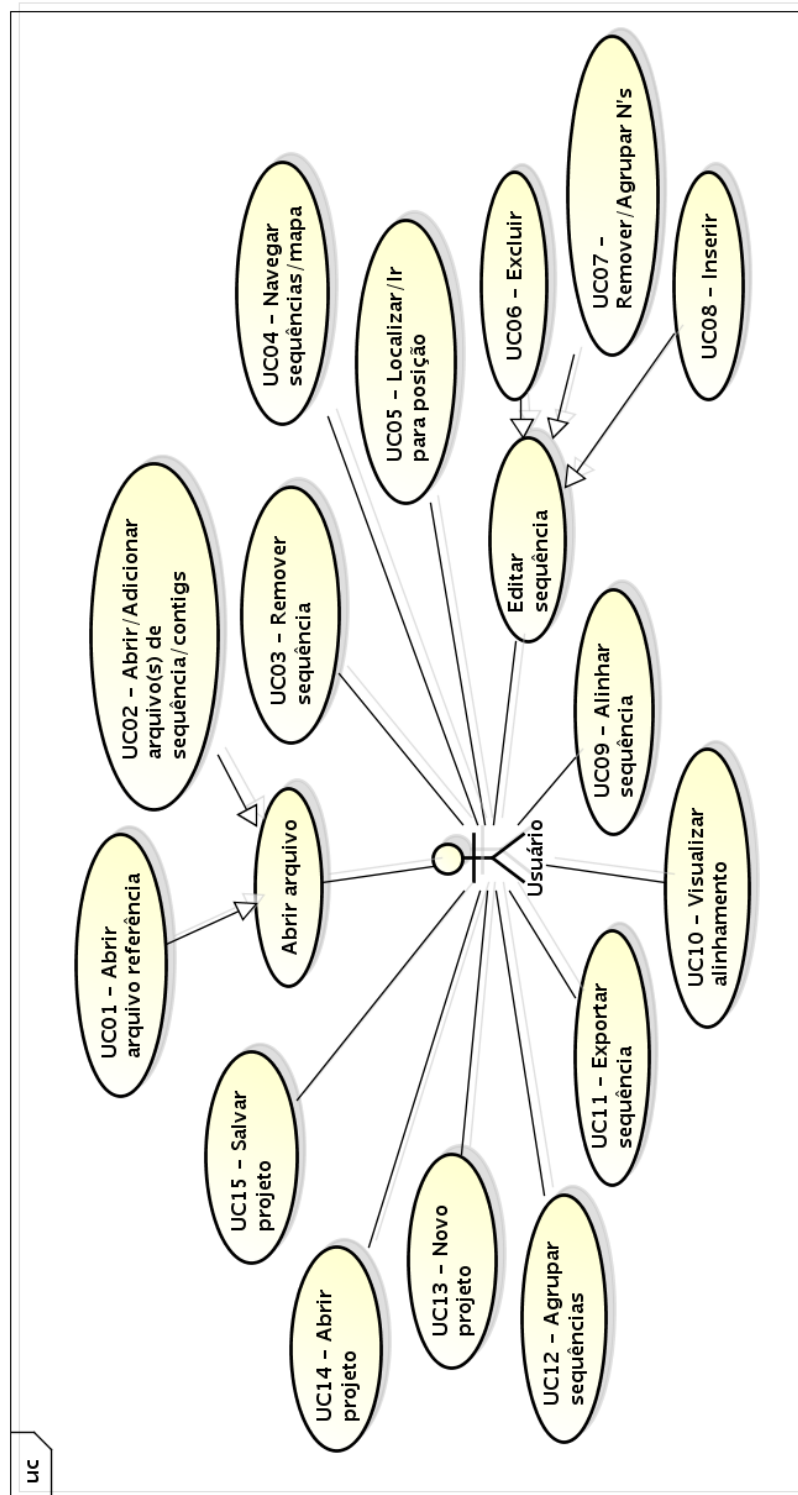 uc
UC01 - Abrir
arquivo referência
UC02 - Abrir/Adicionar
arquivo(s) de
sequência/contigs
Abrir arquivo
UC03 - Remover
sequência
UC04 - Navegar
sequências/mapa
UC05 - Localizar/Ir
para posição
UC06 - Excluir
UC07 -
Remover/Agrupar N's
UC08 - Inserir
Editar
sequência
UC09 - Alinhar
sequência
UC10 - Visualizar
alinhamento
UC11 - Exportar
sequência
UC12 - Agrupar
sequências
UC13 - Novo
projeto
UC14 - Abrir
projeto
UC15 - Salvar
projeto
Usuário